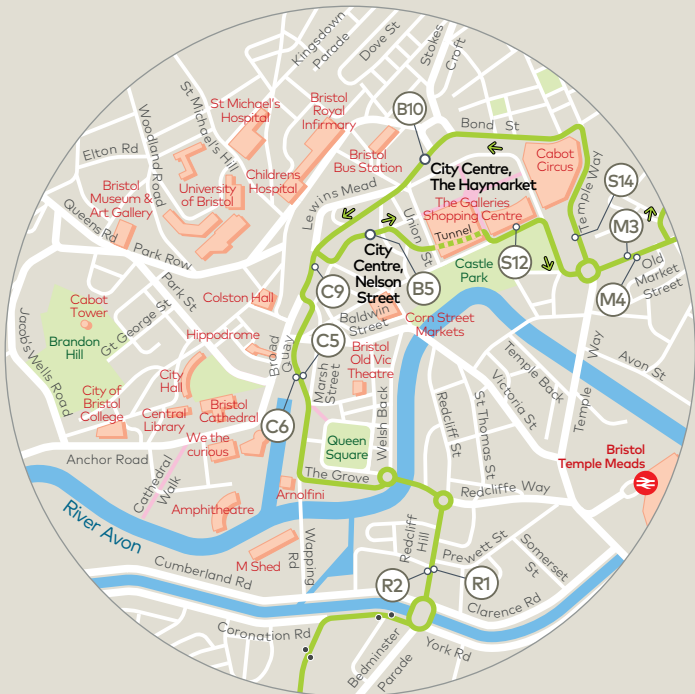 Kingsdown
Parade
Dove St
Stokes
Croft
St Michael's
Hospital
St Michael's Hill
Woodland Road
Elton Rd
Bristol
Royal
Infirmary
B10
Bond St
Bristol
Bus Station
Childrens
Hospital
University
of Bristol
Bristol
Museum &
Art Gallery
Queens Rd
Park Row
Lewins Mead
City Centre,
The Haymarket
Cabot
Circus
Temple Way
S14
M3
M4
Old
Market
Street
The Galleries
Shopping Centre
Tunnel
Union St
S12
Castle
Park
City
Centre,
Nelson
Street
B5
C9
Park St
Gt George St
Colston Hall
Hippodrome
Cabot
Tower
Brandon
Hill
Jacob's Wells Road
Broad
Quay
C5
C6
Baldwin
Street
Corn Street
Markets
Marsh
Street
Bristol
Old Vic
Theatre
City
Hall
City of
Bristol
College
Central
Library
Bristol
Cathedral
We the
curious
Anchor Road
Cathedral
Walk
Queen
Square
Welsh Back
Redcliff St
St Thomas St
Victoria St
Temple Back
Temple Way
Avon St
Bristol
Temple Meads
The Grove
Redcliffe Way
Arnolfini
Amphitheatre
River Avon
M Shed
Wapping
Rd
Cumberland Rd
Redcliff
Hill
Prewett St
Somerset
St
R2
R1
Clarence Rd
Coronation Rd
Bedminster
Parade
York Rd